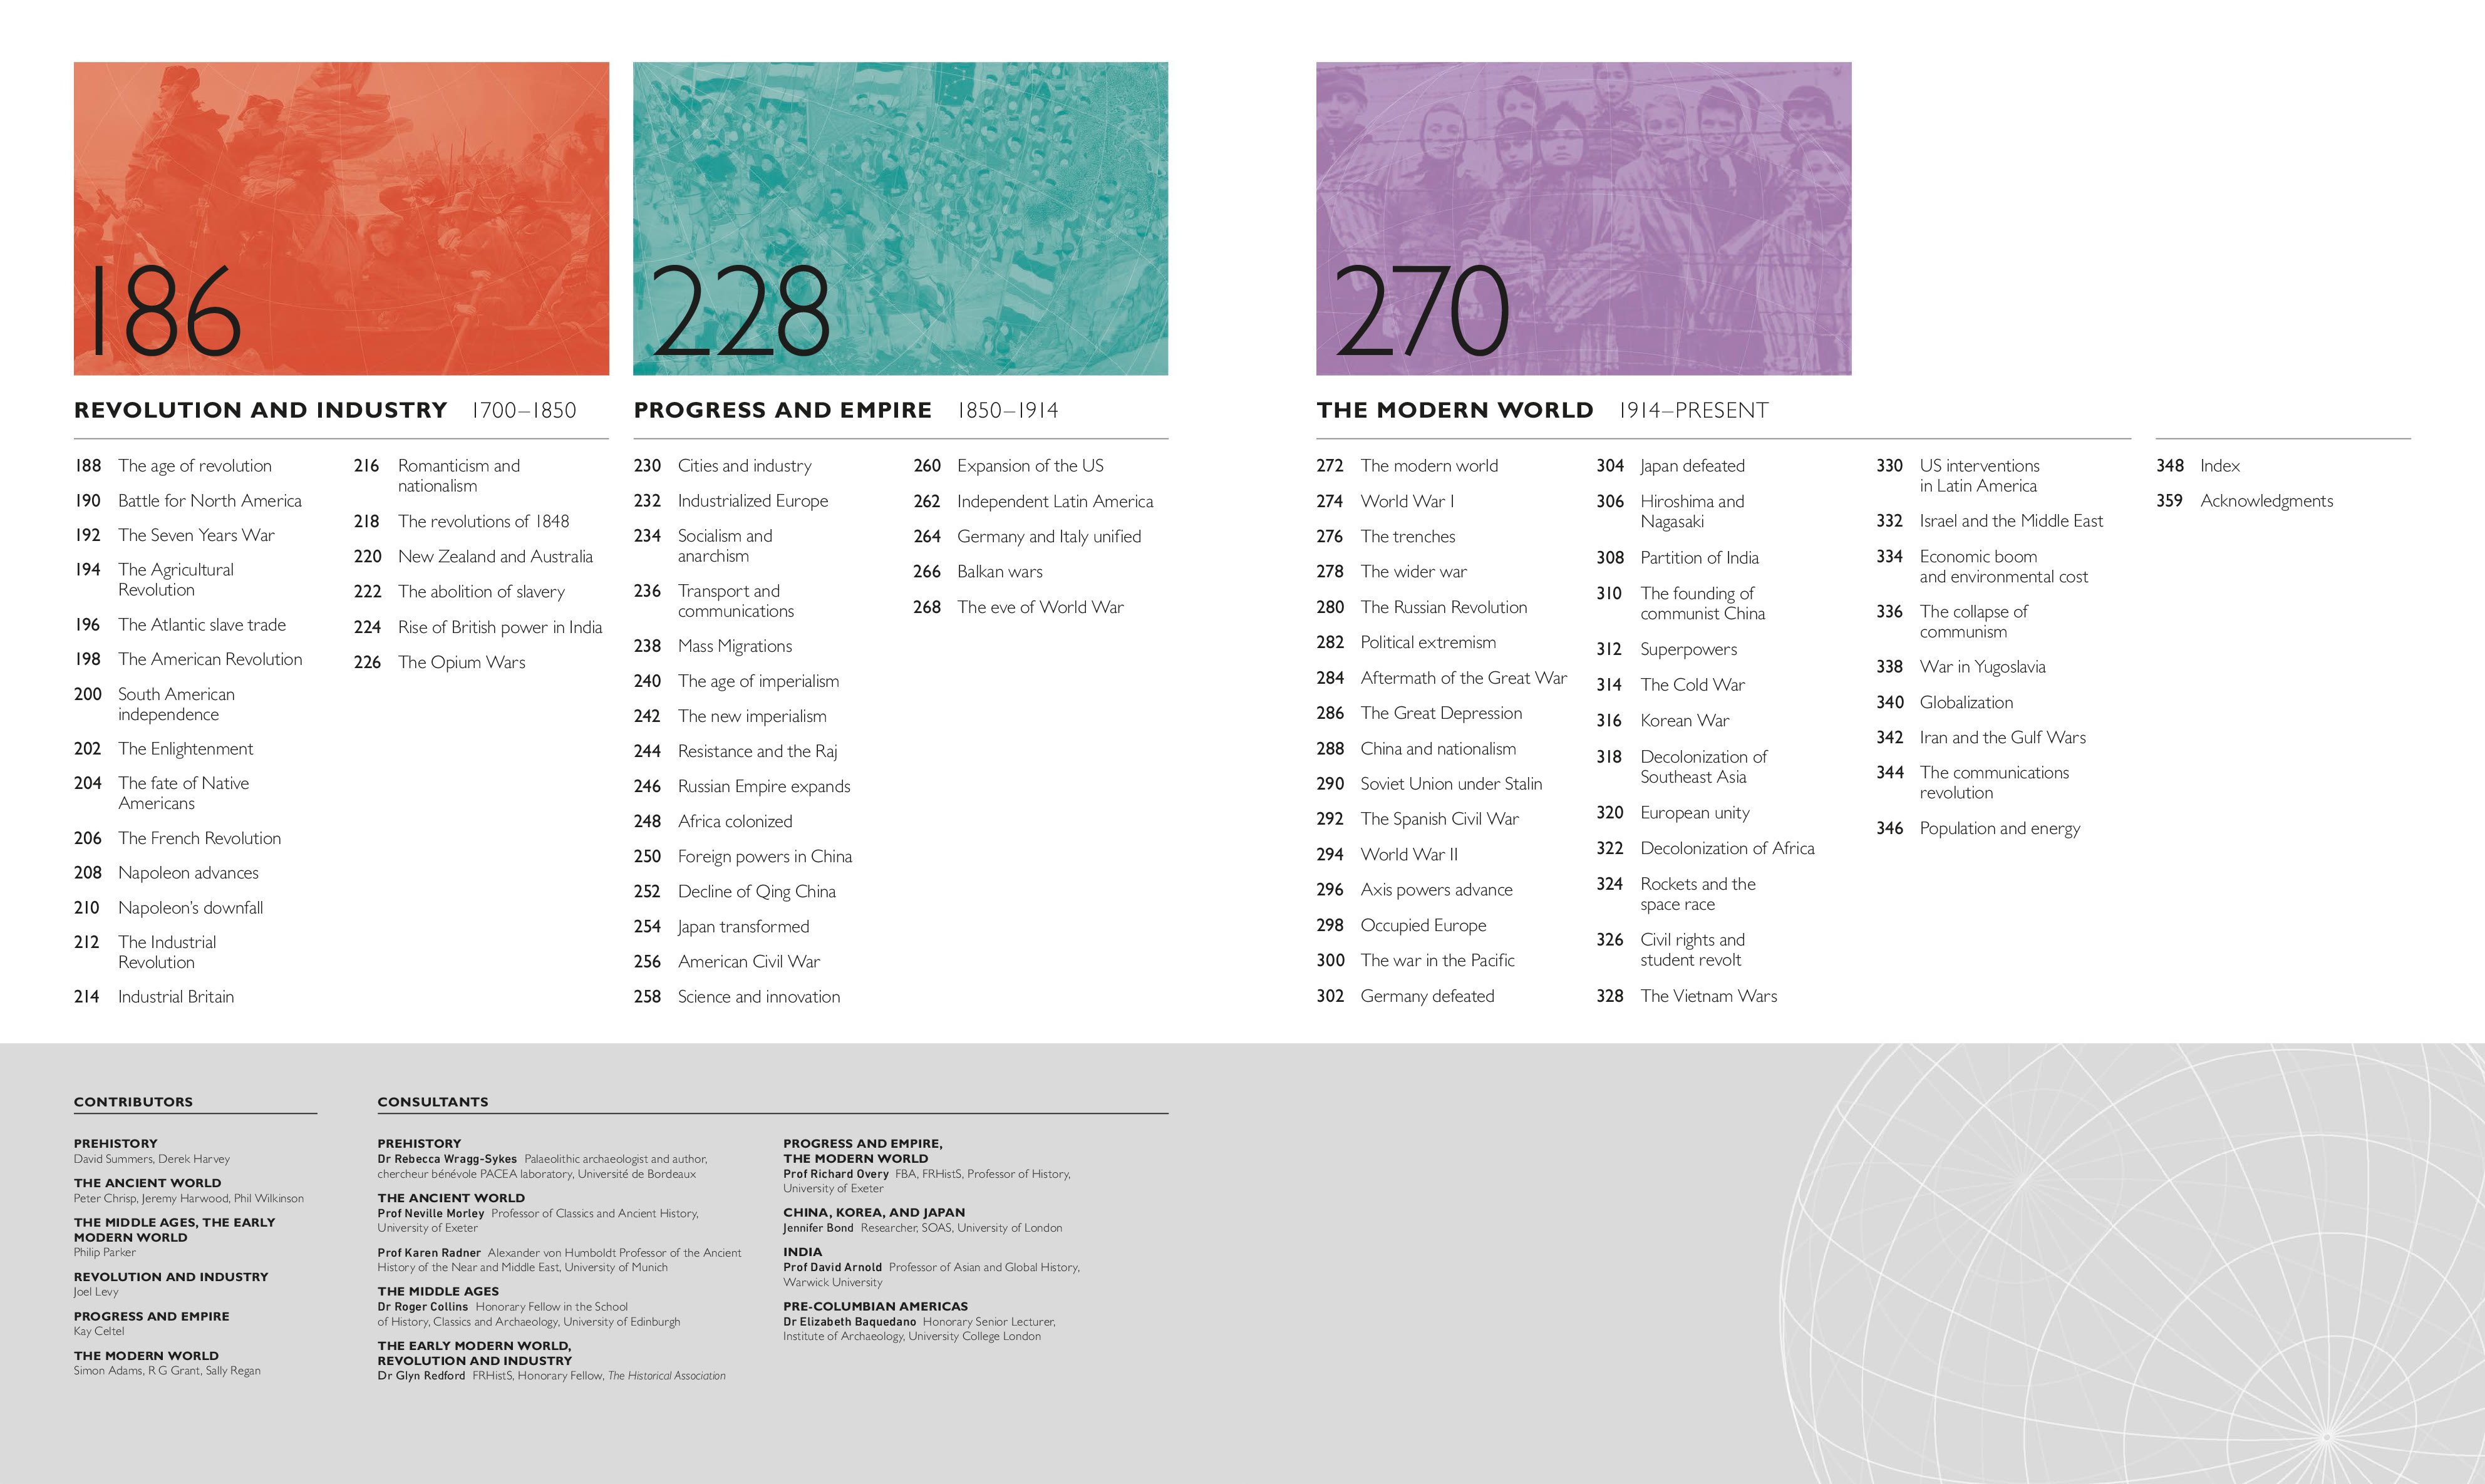 186
REVOLUTION AND INDUSTRY 1700–1850
188 The age of revolution
190 Battle for North America
192 The Seven Years War
194 The Agricultural
Revolution
196 The Atlantic slave trade
198 The American Revolution
200 South American
independence
202 The Enlightenment
204 The fate of Native
Americans
206 The French Revolution
208 Napoleon advances
210 Napoleon’s downfall
212 The Industrial
Revolution
214 Industrial Britain
216 Romanticism and
nationalism
218 The revolutions of 1848
220 New Zealand and Australia
222 The abolition of slavery
224 Rise of British power in India
226 The Opium Wars
228
PROGRESS AND EMPIRE 1850–1914
230 Cities and industry
232 Industrialized Europe
234 Socialism and
anarchism
236 Transport and
communications
238 Mass Migrations
240 The age of imperialism
242 The new imperialism
244 Resistance and the Raj
246 Russian Empire expands
248 Africa colonized
250 Foreign powers in China
252 Decline of Qing China
254 Japan transformed
256 American Civil War
258 Science and innovation
260 Expansion of the US
262 Independent Latin America
264 Germany and Italy unified
266 Balkan wars
268 The eve of World War
270
THE MODERN WORLD 1914–PRESENT
272 The modern world
274 World War I
276 The trenches
278 The wider war
280 The Russian Revolution
282 Political extremism
284 Aftermath of the Great War
286 The Great Depression
288 China and nationalism
290 Soviet Union under Stalin
292 The Spanish Civil War
294 World War II
296 Axis powers advance
298 Occupied Europe
300 The war in the Pacific
302 Germany defeated
304 Japan defeated
306 Hiroshima and
Nagasaki
308 Partition of India
310 The founding of
communist China
312 Superpowers
314 The Cold War
316 Korean War
318 Decolonization of
Southeast Asia
320 European unity
322 Decolonization of Africa
324 Rockets and the
space race
326 Civil rights and
student revolt
328 The Vietnam Wars
330 US interventions
in Latin America
332 Israel and the Middle East
334 Economic boom
and environmental cost
336 The collapse of
communism
338 War in Yugoslavia
340 Globalization
342 Iran and the Gulf Wars
344 The communications
revolution
346 Population and energy
348 Index
359 Acknowledgments
CONTRIBUTORS
PREHISTORY
David Summers, Derek Harvey
THE ANCIENT WORLD
Peter Chrisp, Jeremy Harwood, Phil Wilkinson
THE MIDDLE AGES, THE EARLY
MODERN WORLD
Philip Parker
REVOLUTION AND INDUSTRY
Joel Levy
PROGRESS AND EMPIRE
Kay Celtel
THE MODERN WORLD
Simon Adams, R G Grant, Sally Regan
CONSULTANTS
PREHISTORY
Dr Rebecca Wragg-Sykes Palaeolithic archaeologist and author,
chercheur bénévole PACEA laboratory, Université de Bordeaux
THE ANCIENT WORLD
Prof Neville Morley Professor of Classics and Ancient History,
University of Exeter
Prof Karen Radner Alexander von Humboldt Professor of the Ancient
History of the Near and Middle East, University of Munich
THE MIDDLE AGES
Dr Roger Collins Honorary Fellow in the School
of History, Classics and Archaeology, University of Edinburgh
THE EARLY MODERN WORLD,
REVOLUTION AND INDUSTRY
Dr Glyn Redford FRHistS, Honorary Fellow, The Historical Association
PROGRESS AND EMPIRE,
THE MODERN WORLD
Prof Richard Overy FBA, FRHistS, Professor of History,
University of Exeter
CHINA, KOREA, AND JAPAN
Jennifer Bond Researcher, SOAS, University of London
INDIA
Prof David Arnold Professor of Asian and Global History,
Warwick University
PRE-COLUMBIAN AMERICAS
Dr Elizabeth Baquedano Honorary Senior Lecturer,
Institute of Archaeology, University College London